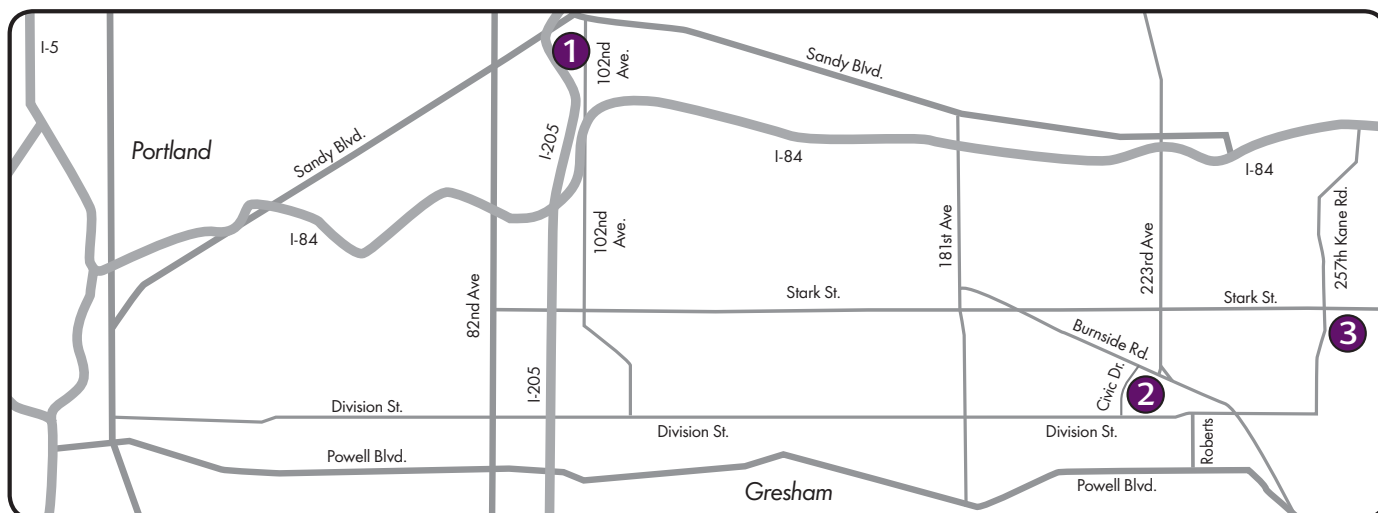 I-5
1
102nd
Ave.
Sandy Blvd.
Portland
Sandy Blvd.
I-205
I-84
I-84
I-84
102nd
Ave.
181st Ave
223rd Ave
257th Kane Rd.
82nd Ave
Stark St.
Stark St.
Burnside Rd.
3
I-205
Civic Dr.
2
Division St.
Division St.
Division St.
Roberts
Powell Blvd.
Gresham
Powell Blvd.